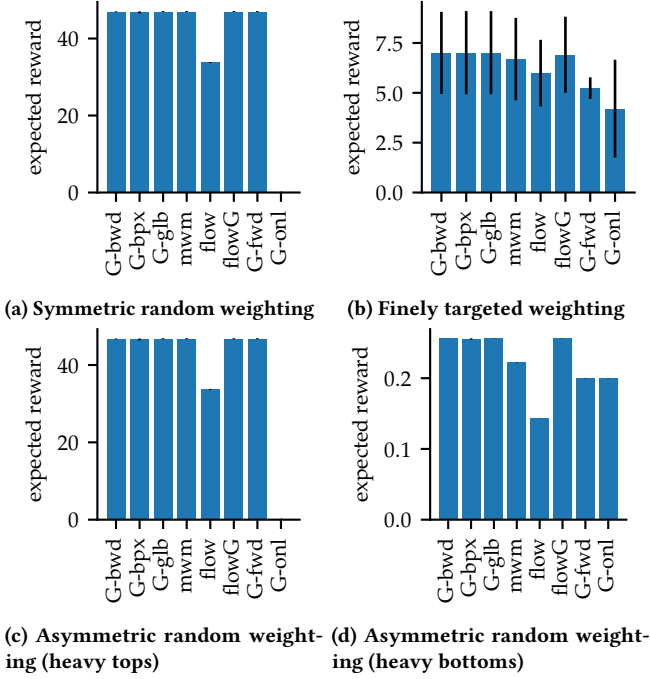 expected reward
40
20
0
G-bwd
G-bpx
G-glb
mwm
flow
flowG
G-fwd
G-onl
(a) Symmetric random weighting
expected reward
7.5
5.0
2.5
0.0
G-bwd
G-bpx
G-glb
mwm
flow
flowG
G-fwd
G-onl
(b) Finely targeted weighting
expected reward
40
20
0
G-bwd
G-bpx
G-glb
mwm
flow
flowG
G-fwd
G-onl
(c) Asymmetric random weight-
ing (heavy tops)
expected reward
0.2
0.1
0.0
G-bwd
G-bpx
G-glb
mwm
flow
flowG
G-fwd
G-onl
(d) Asymmetric random weight-
ing (heavy bottoms)